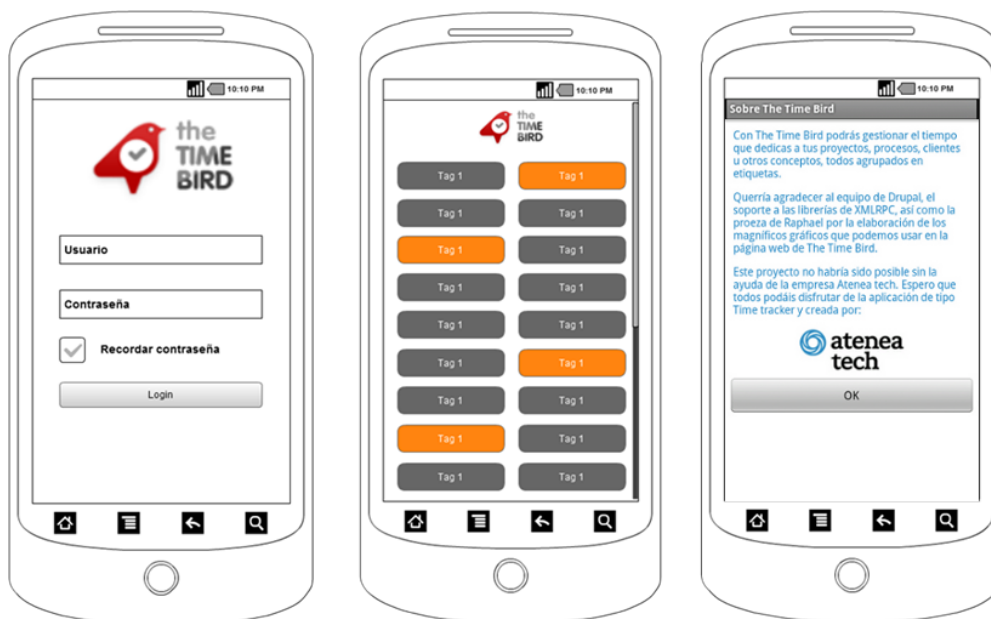 10:10 PM
the
TIME
BIRD
Usuario
Contraseña
Recordar contraseña
Login
10:10 PM
the
TIME
BIRD
Tag 1 Tag 1
Tag 1 Tag 1
Tag 1 Tag 1
Tag 1 Tag 1
Tag 1 Tag 1
Tag 1 Tag 1
Tag 1 Tag 1
Tag 1 Tag 1
Tag 1 Tag 1
10:10 PM
Sobre The Time Bird
Con The Time Bird podrás gestionar el tiempo
que dedicas a tus proyectos, procesos, clientes
u otros conceptos, todos agrupados en
etiquetas.
Querría agradecer al equipo de Drupal, el
soporte a las librerías de XMLRPC, así como la
proeza de Raphael por la elaboración de los
magníficos gráficos que podemos usar en la
página web de The Time Bird.
Este proyecto no habría sido posible sin la
ayuda de la empresa Atenea tech. Espero que
todos podáis disfrutar de la aplicación de tipo
Time tracker y creada por:
atenea
tech
OK